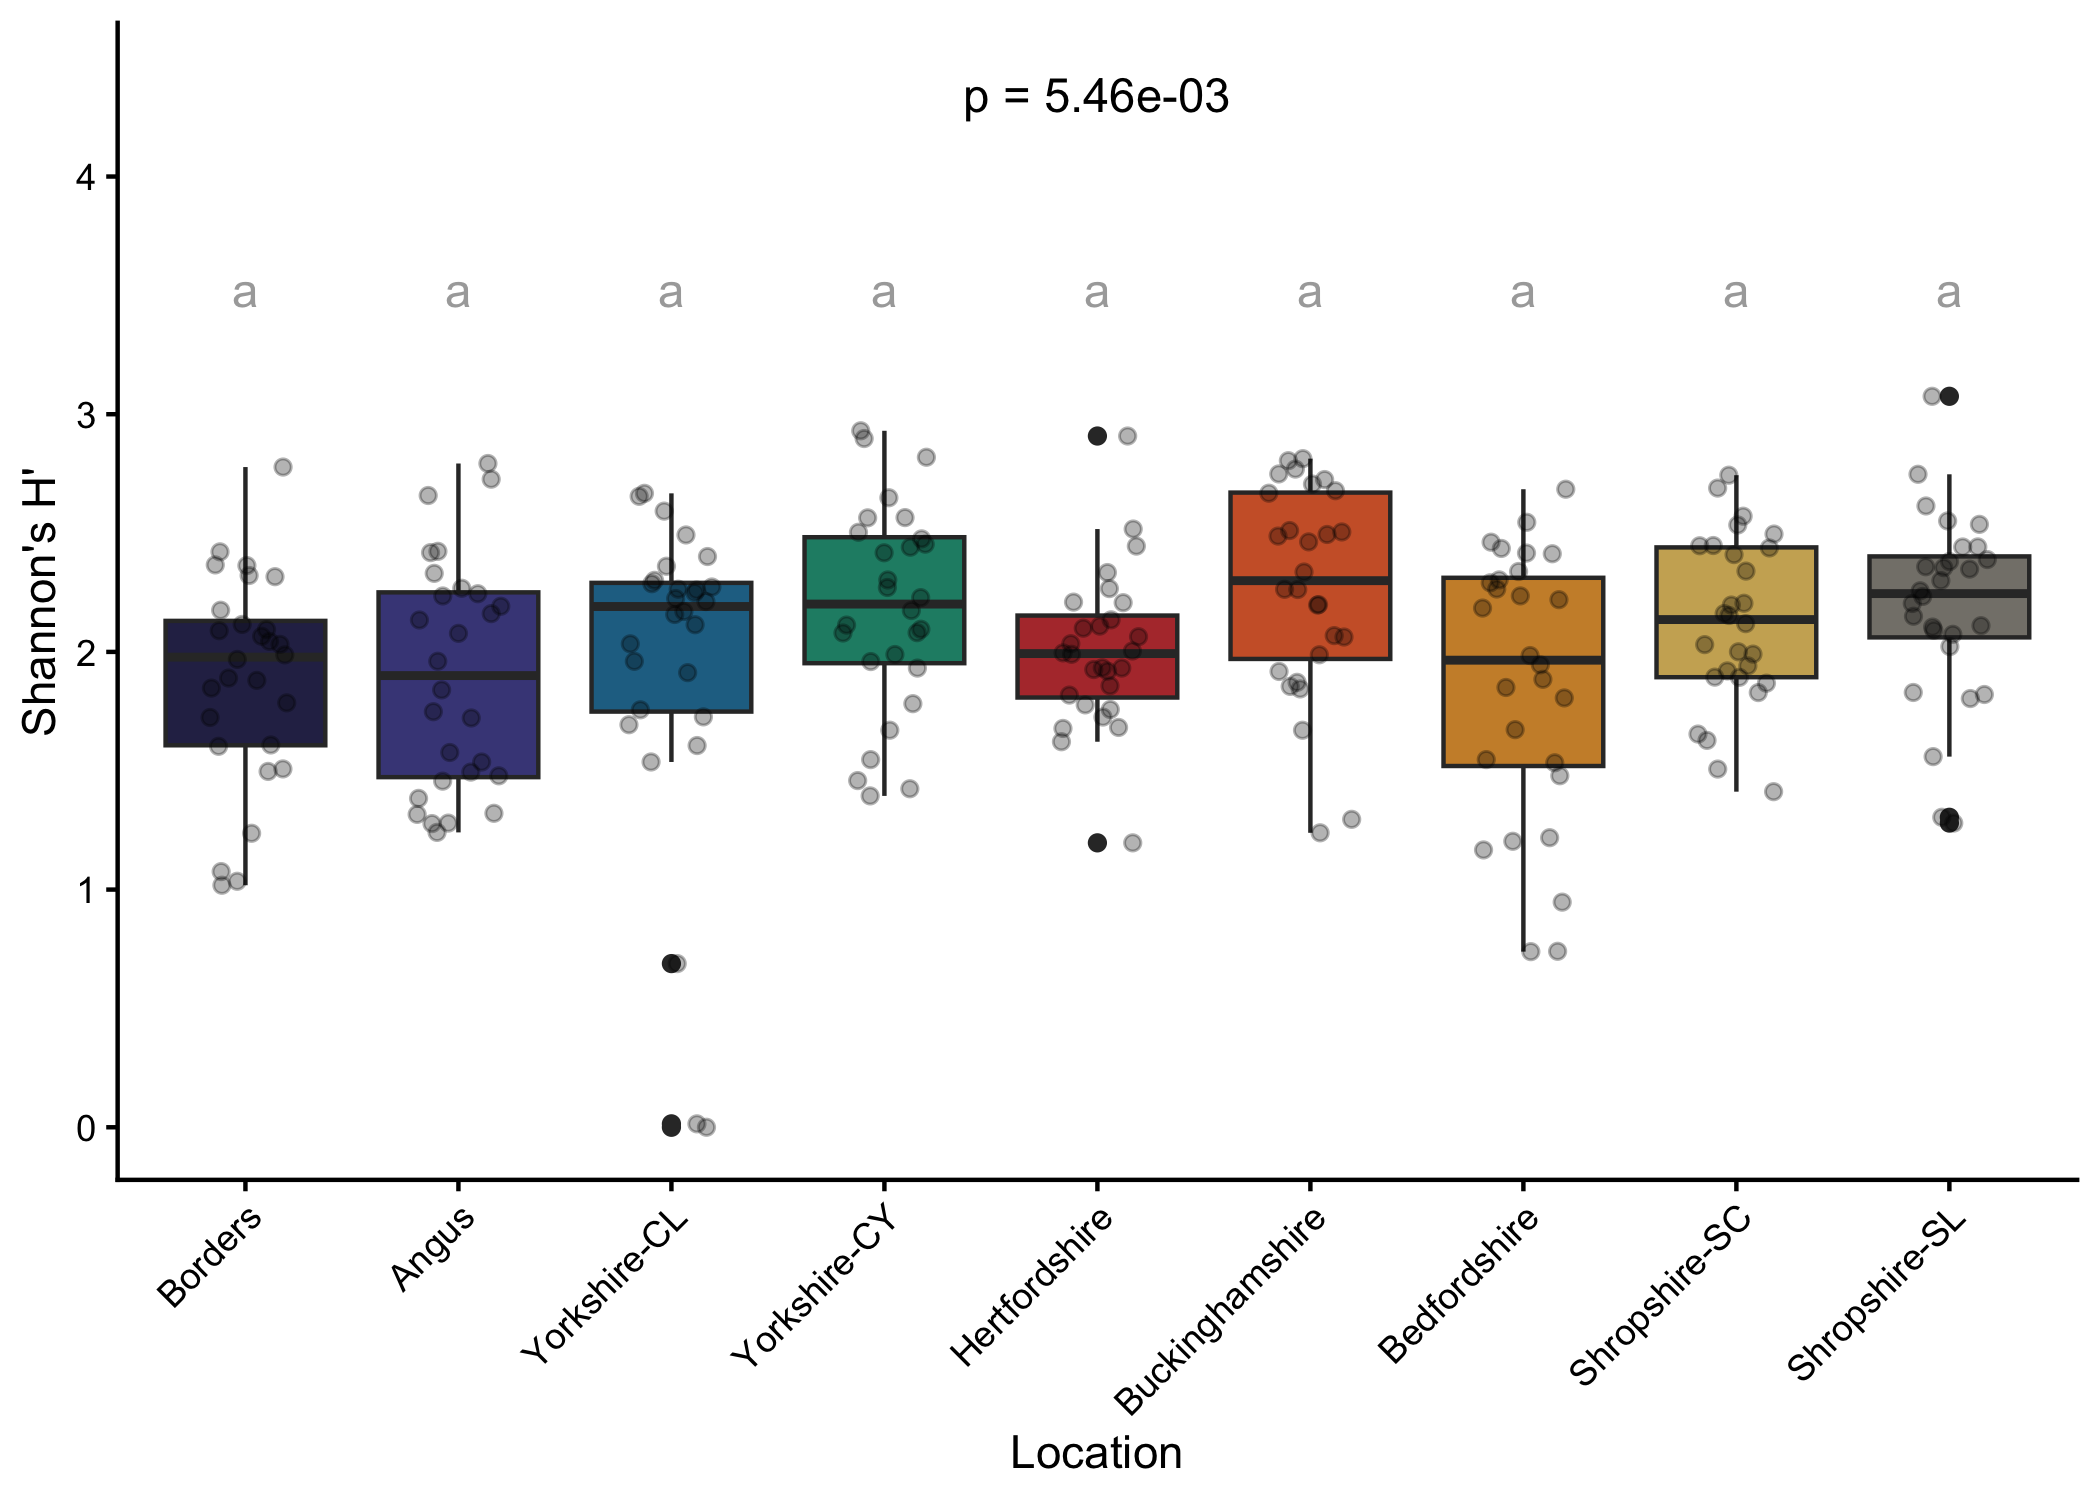 p = 5.46e-03
a a a a a a a a a
4
3
2
1
0
Shannon's H'
Borders
Angus
Yorkshire-CL
Yorkshire-CY
Hertfordshire
Buckinghamshire
Bedfordshire
Shropshire-SC
Shropshire-SL
Location